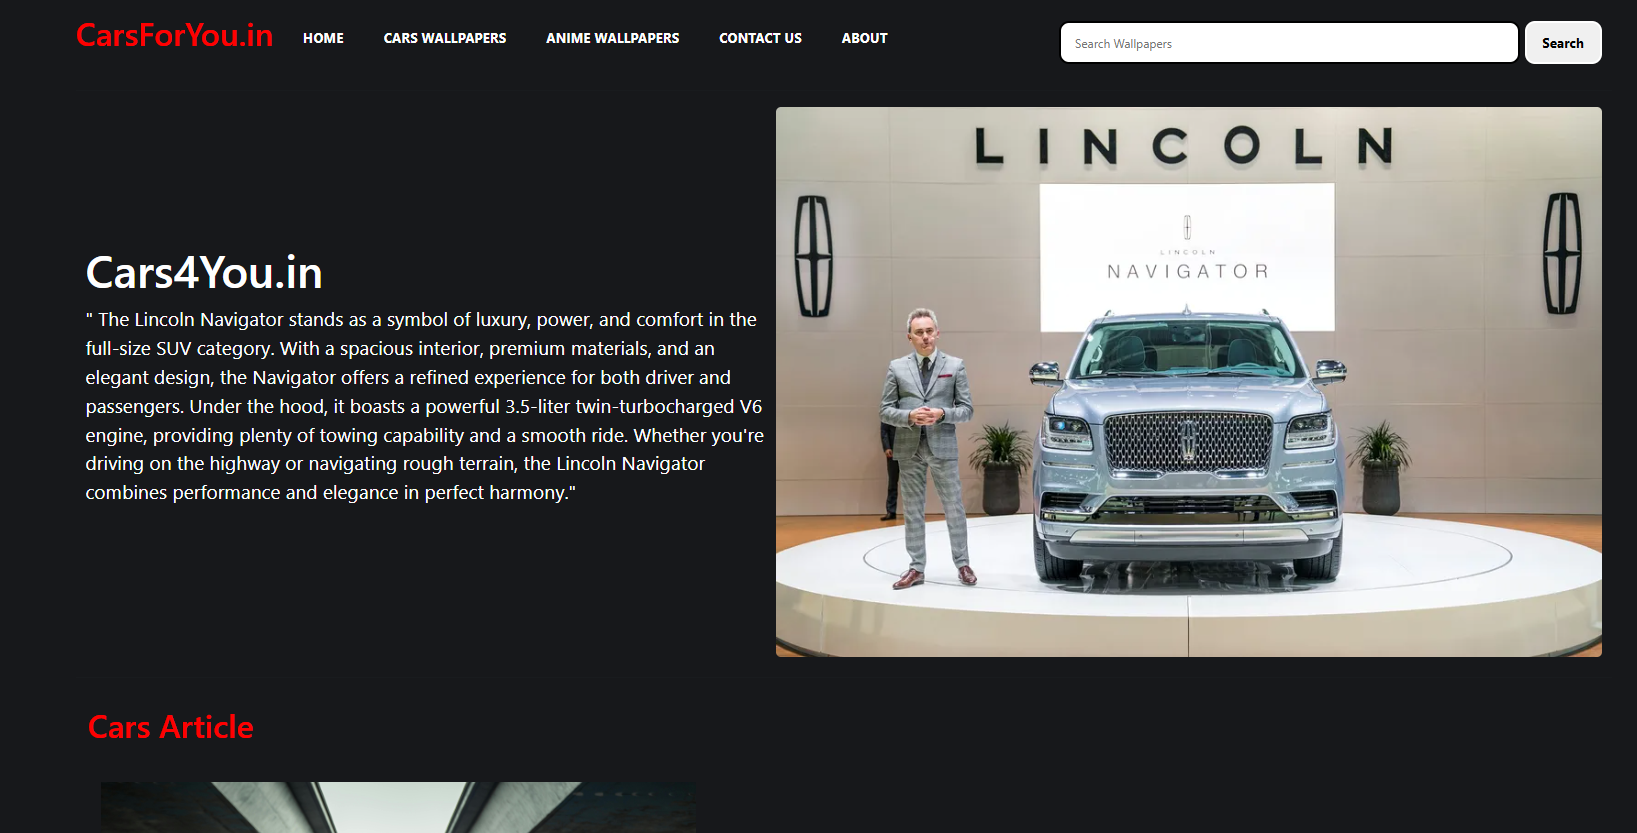 CarsForYou.in
HOME CARS WALLPAPERS ANIME WALLPAPERS CONTACT US ABOUT
Search Wallpapers
Search
LINCOLN
LINCOLN
NAVIGATOR
Cars4You.in
" The Lincoln Navigator stands as a symbol of luxury, power, and comfort in the
full-size SUV category. With a spacious interior, premium materials, and an
elegant design, the Navigator offers a refined experience for both driver and
passengers. Under the hood, it boasts a powerful 3.5-liter twin-turbocharged V6
engine, providing plenty of towing capability and a smooth ride. Whether you're
driving on the highway or navigating rough terrain, the Lincoln Navigator
combines performance and elegance in perfect harmony."
Cars Article